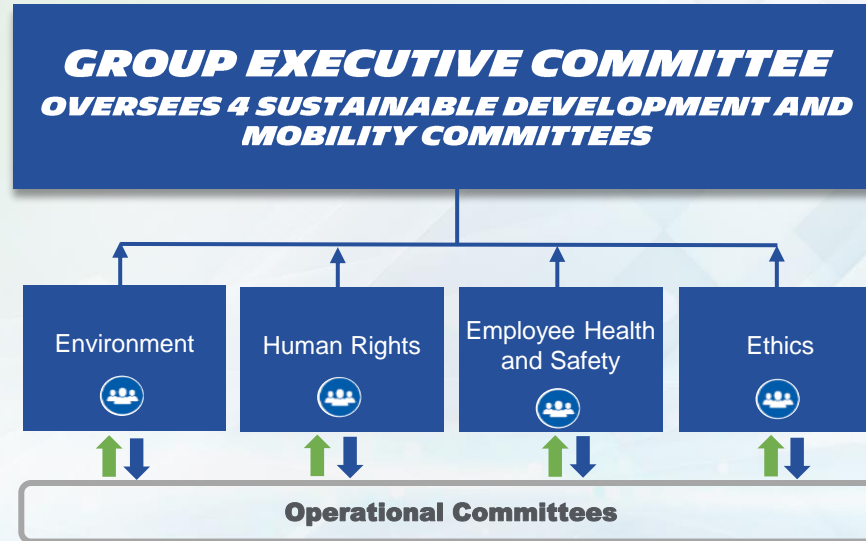 GROUP EXECUTIVE COMMITTEE
OVERSEES 4 SUSTAINABLE DEVELOPMENT AND
MOBILITY COMMITTEES
Environment
Human Rights
Employee Health
and Safety
Ethics
Operational Committees